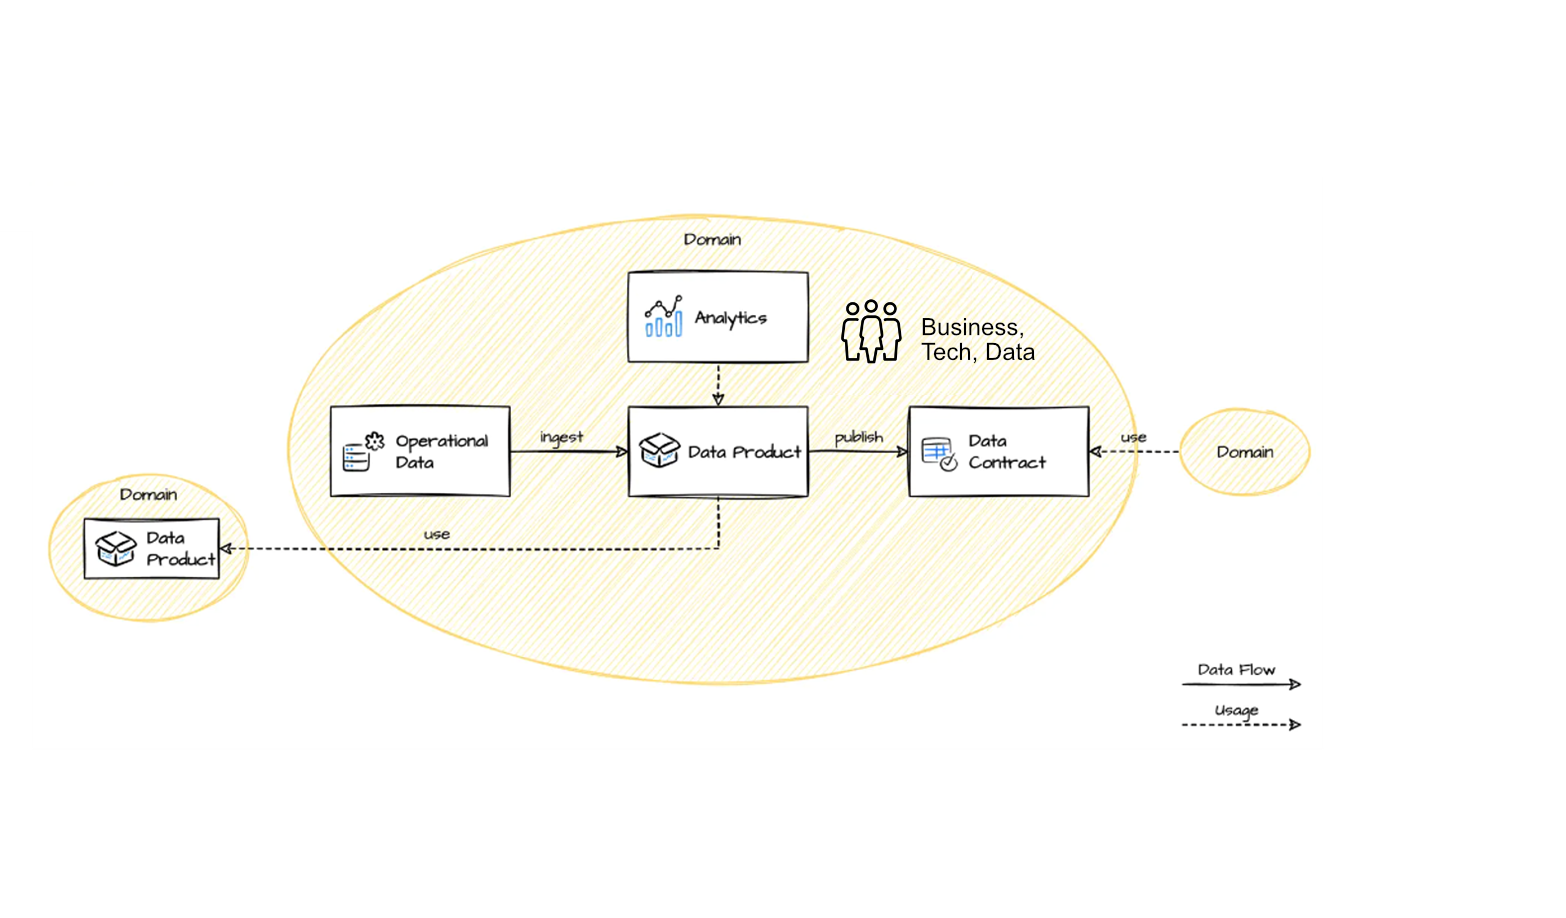 Domain
Analytics
Business,
Tech, Data
Operational
Data
ingest
Data Product
publish
Data
Contract
use
Domain
Domain
Data
Product
use
Data Flow
Usage